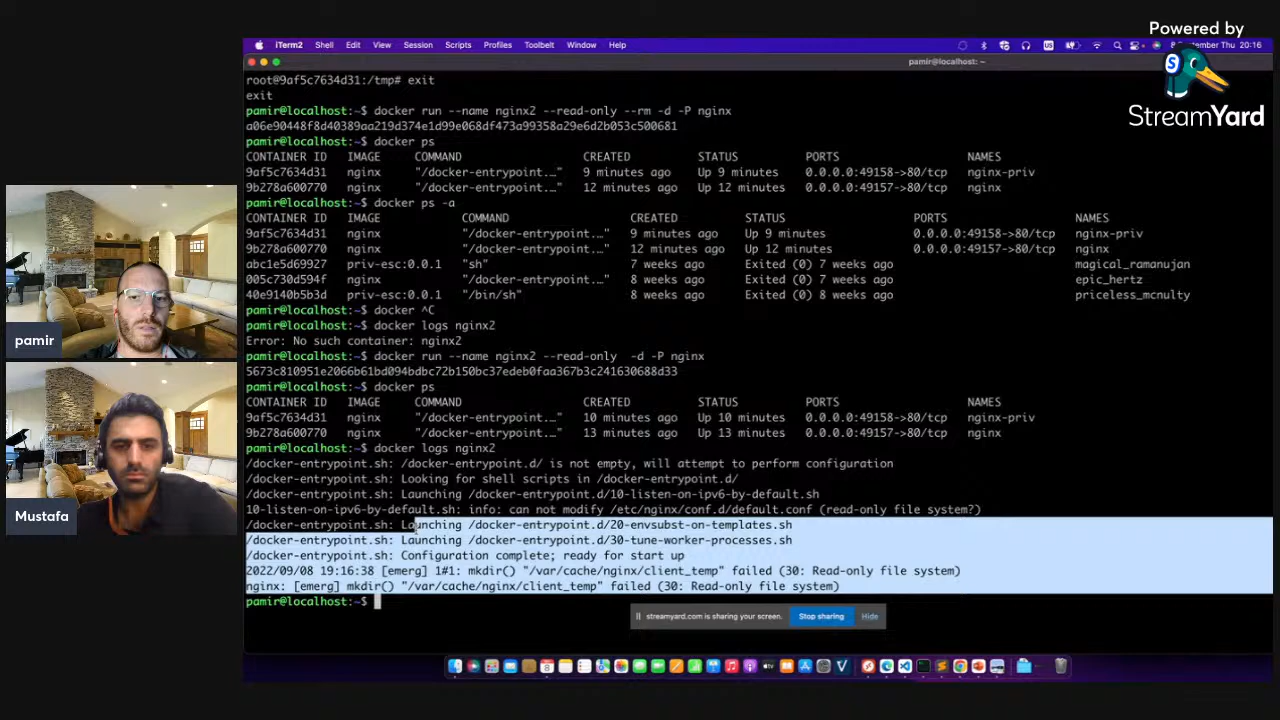 Powered by
StreamYard
iTerm2 Shell Edit View Session Scripts Profiles Toolbelt Window Help
Thu 20:16
pamir@localhost: ~
root@9af5c7634d31:/tmp# exit
exit
pamir@localhost:~$ docker run --name nginx2 --read-only --rm -d -P nginx
a06e90448f8d40389aa219d374e1d99e068df473a99358a29e6d2b053c500681
pamir@localhost:~$ docker ps
CONTAINER ID IMAGE COMMAND CREATED STATUS PORTS NAMES
9af5c7634d31 nginx "/docker-entrypoint.…" 9 minutes ago Up 9 minutes 0.0.0.0:49158->80/tcp nginx-priv
9b278a600770 nginx "/docker-entrypoint.…" 12 minutes ago Up 12 minutes 0.0.0.0:49157->80/tcp nginx
pamir@localhost:~$ docker ps -a
CONTAINER ID IMAGE COMMAND CREATED STATUS PORTS NAMES
9af5c7634d31 nginx "/docker-entrypoint.…" 9 minutes ago Up 9 minutes 0.0.0.0:49158->80/tcp nginx-priv
9b278a600770 nginx "/docker-entrypoint.…" 12 minutes ago Up 12 minutes 0.0.0.0:49157->80/tcp nginx
abc1e5d69927 priv-esc:0.0.1 "sh" 7 weeks ago Exited (0) 7 weeks ago magical_ramanujan
005c730d594f nginx "/docker-entrypoint.…" 8 weeks ago Exited (0) 7 weeks ago epic_hertz
40e9140b5b3d priv-esc:0.0.1 "/bin/sh" 8 weeks ago Exited (0) 8 weeks ago priceless_mcnulty
pamir@localhost:~$ docker ^C
pamir@localhost:~$ docker logs nginx2
Error: No such container: nginx2
pamir@localhost:~$ docker run --name nginx2 --read-only -d -P nginx
5673c810951e2066b61bd094bdbc72b150bc37edeb0faa367b3c241630688d33
pamir@localhost:~$ docker ps
CONTAINER ID IMAGE COMMAND CREATED STATUS PORTS NAMES
9af5c7634d31 nginx "/docker-entrypoint.…" 10 minutes ago Up 10 minutes 0.0.0.0:49158->80/tcp nginx-priv
9b278a600770 nginx "/docker-entrypoint.…" 13 minutes ago Up 13 minutes 0.0.0.0:49157->80/tcp nginx
pamir@localhost:~$ docker logs nginx2
/docker-entrypoint.sh: /docker-entrypoint.d/ is not empty, will attempt to perform configuration
/docker-entrypoint.sh: Looking for shell scripts in /docker-entrypoint.d/
/docker-entrypoint.sh: Launching /docker-entrypoint.d/10-listen-on-ipv6-by-default.sh
10-listen-on-ipv6-by-default.sh: info: can not modify /etc/nginx/conf.d/default.conf (read-only file system?)
/docker-entrypoint.sh: Launching /docker-entrypoint.d/20-envsubst-on-templates.sh
/docker-entrypoint.sh: Launching /docker-entrypoint.d/30-tune-worker-processes.sh
/docker-entrypoint.sh: Configuration complete; ready for start up
2022/09/08 19:16:38 [emerg] 1#1: mkdir() "/var/cache/nginx/client_temp" failed (30: Read-only file system)
nginx: [emerg] mkdir() "/var/cache/nginx/client_temp" failed (30: Read-only file system)
pamir@localhost:~$
streamyard.com is sharing your screen. Stop sharing Hide
pamir
Mustafa